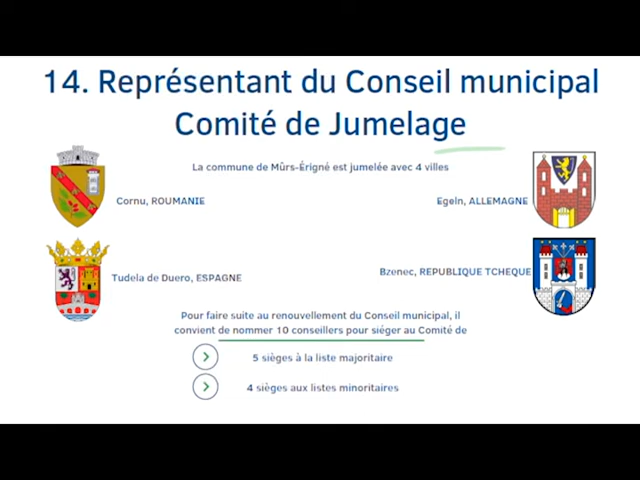 14. Représentant du Conseil municipal
Comité de Jumelage
La commune de Mûrs-Érigné est jumelée avec 4 villes
Cornu, ROUMANIE
Egeln, ALLEMAGNE
Tudela de Duero, ESPAGNE
Bzenec, REPUBLIQUE TCHEQUE
Pour faire suite au renouvellement du Conseil municipal, il
convient de nommer 10 conseillers pour siéger au Comité de
5 sièges à la liste majoritaire
4 sièges aux listes minoritaires